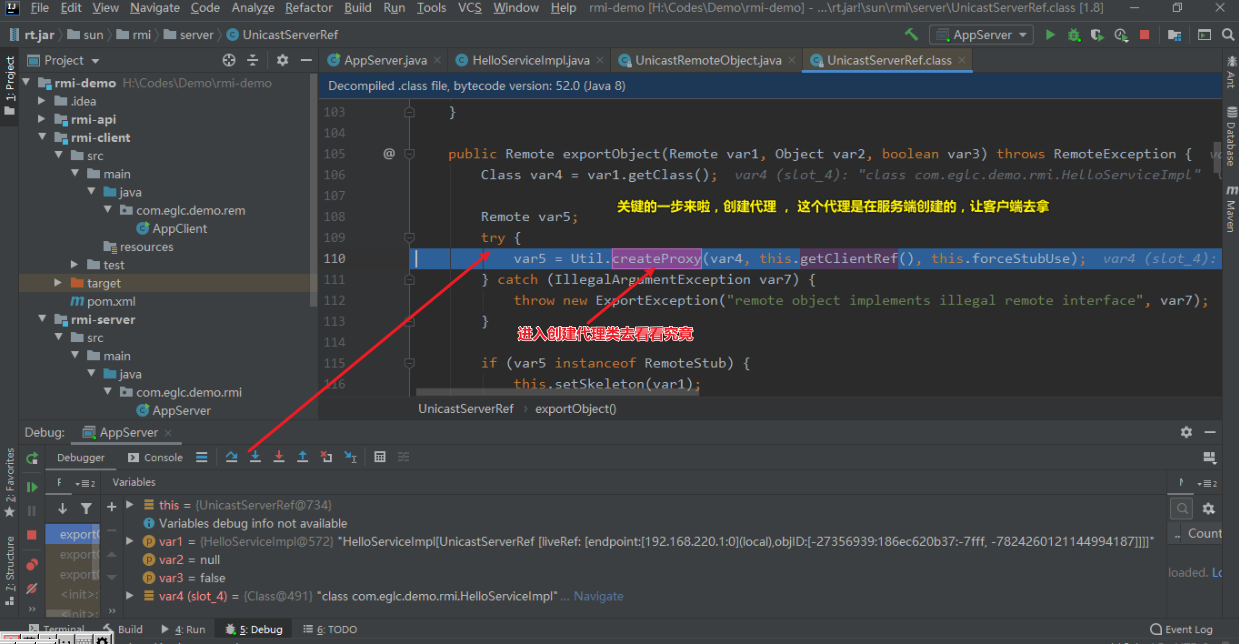 File Edit View Navigate Code Analyze Refactor Build Run Tools VCS Window Help rmi-demo [H:\Codes\Demo\rmi-demo] - ...\rt.jar!\sun\rmi\server\UnicastServerRef.class [1.8]
rt.jar sun rmi server UnicastServerRef AppServer
Project AppServer.java HelloServiceImpl.java UnicastRemoteObject.java UnicastServerRef.class
1: Project
Ant
Database
Maven
2: Favorites
Z: Structure
rmi-demo H:\Codes\Demo\rmi-demo
.idea
rmi-api
rmi-client
src
main
java
com.eglc.demo.rem
AppClient
resources
test
target
pom.xml
rmi-server
src
main
java
com.eglc.demo.rmi
AppServer
Decompiled .class file, bytecode version: 52.0 (Java 8)
103 }
104
105 @ public Remote exportObject(Remote var1, Object var2, boolean var3) throws RemoteException {
106 Class var4 = var1.getClass(); var4 (slot_4): "class com.eglc.demo.rmi.HelloServiceImpl"
107
关键的一步来啦，创建代理 ， 这个代理是在服务端创建的，让客户端去拿
108 Remote var5;
109 try {
110 var5 = Util.createProxy(var4, this.getClientRef(), this.forceStubUse); var4 (slot_4):
111 } catch (IllegalArgumentException var7) {
112 throw new ExportException("remote object implements illegal remote interface", var7);
113 }
进入创建代理类去看看究竟
114
115 if (var5 instanceof RemoteStub) {
116 this.setSkeleton(var1);
UnicastServerRef exportObject()
Debug: AppServer
Debugger Console
F Variables
this = {UnicastServerRef@734}
Variables debug info not available
var1 = {HelloServiceImpl@572} "HelloServiceImpl[UnicastServerRef [liveRef: [endpoint:[192.168.220.1:0](local),objID:[-27356939:186ec620b37:-7fff, -7824260121144994187]]]]"
var2 = null
var3 = false
var4 (slot_4) = {Class@491} "class com.eglc.demo.rmi.HelloServiceImpl"... Navigate
export
export
export
<init>:
<init>:
.. Count
loaded. Lo
Terminal Build 4: Run 5: Debug 6: TODO Event Log